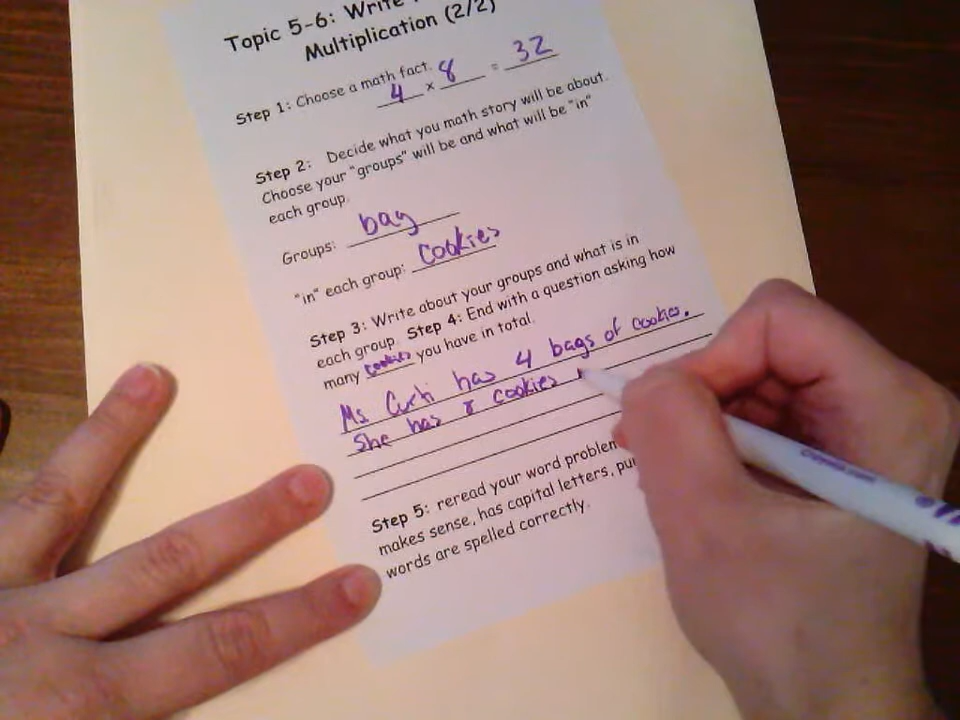 Topic 5-6: Write
Multiplication (2/2)
Step 1: Choose a math fact.
4 x 8 = 32
Step 2: Decide what you math story will be about.
Choose your "groups" will be and what will be "in"
each group.
Groups: bag
"in" each group: cookies
Step 3: Write about your groups and what is in
each group. Step 4: End with a question asking how
many cookies you have in total.
Ms has 4 bags of cookies.
She has 8 cookies
Step 5: reread your word problem
makes sense, has capital letters,
words are spelled correctly.
Crayola.com